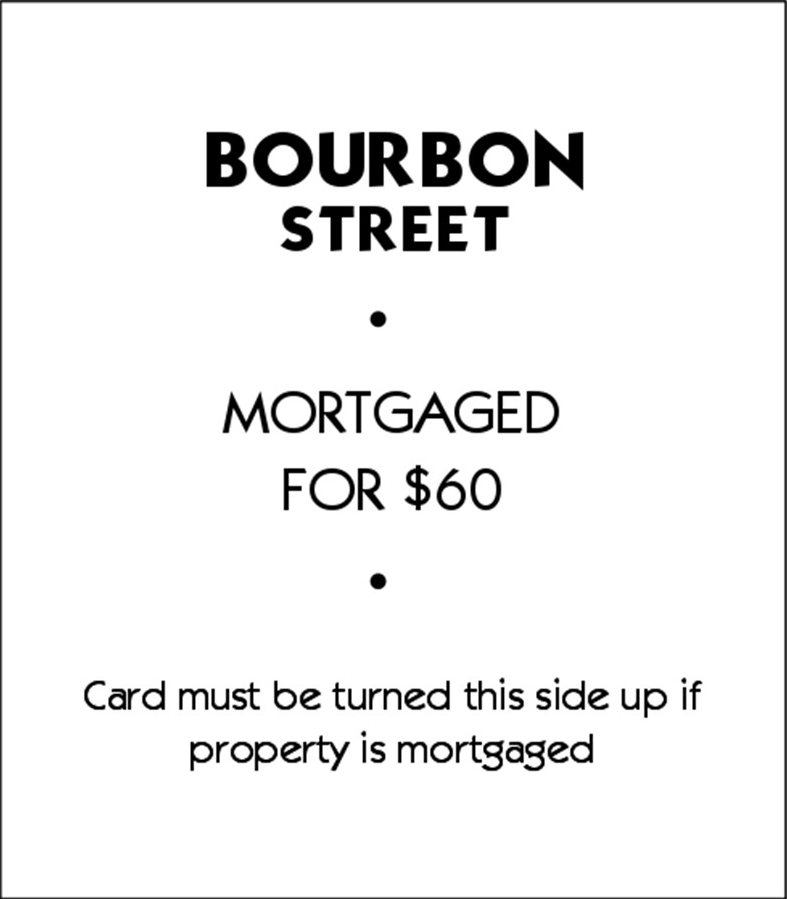 BOURBON
STREET
•
MORTGAGED
FOR $60
•
Card must be turned this side up if
property is mortgaged